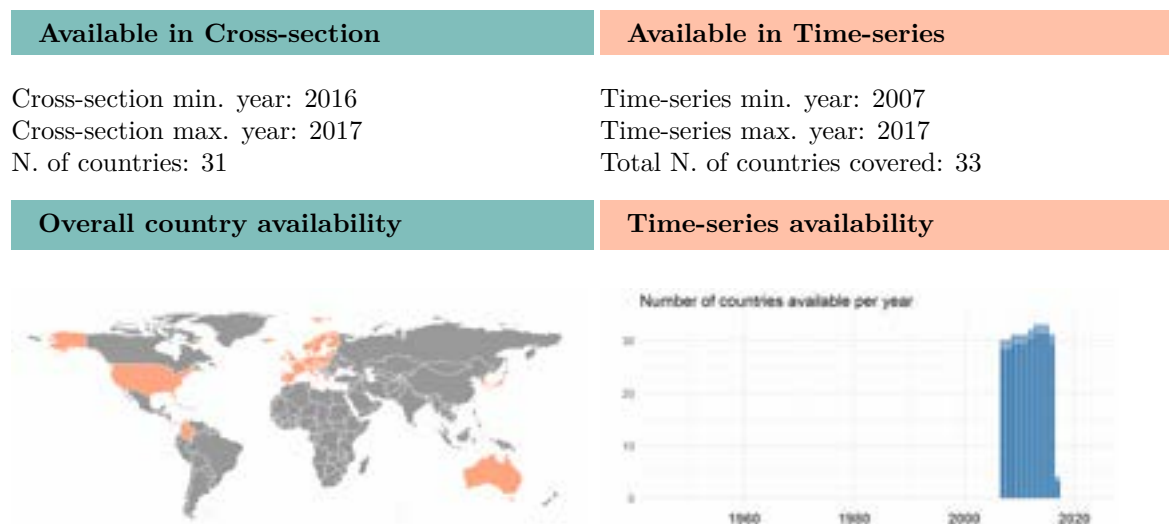 Available in Cross-section
Available in Time-series
Cross-section min. year: 2016
Cross-section max. year: 2017
N. of countries: 31
Time-series min. year: 2007
Time-series max. year: 2017
Total N. of countries covered: 33
Overall country availability
Time-series availability
Number of countries available per year
30
20
10
0
1960
1980
2000
2020